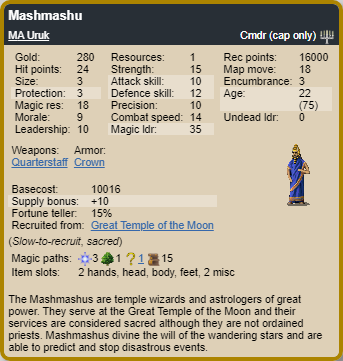 Mashmashu
MA Uruk Cmdr (cap only)
Gold: 280 Resources: 1 Rec points: 16000
Hit points: 24 Strength: 15 Map move: 18
Size: 3 Attack skill: 10 Encumbrance: 3
Protection: 3 Defence skill: 12 Age: 22
Magic res: 18 Precision: 10 (75)
Morale: 9 Combat speed: 14 Undead ldr: 0
Leadership: 10 Magic ldr: 35
Weapons: Armor:
Quarterstaff Crown
Basecost: 10016
Supply bonus: +10
Fortune teller: 15%
Recruited from: Great Temple of the Moon
(Slow-to-recruit, sacred)
Magic paths: 3 1 ? 1 15
Item slots: 2 hands, head, body, feet, 2 misc
The Mashmashus are temple wizards and astrologers of great
power. They serve at the Great Temple of the Moon and their
services are considered sacred although they are not ordained
priests. Mashmashus divine the will of the wandering stars and are
able to predict and stop disastrous events.